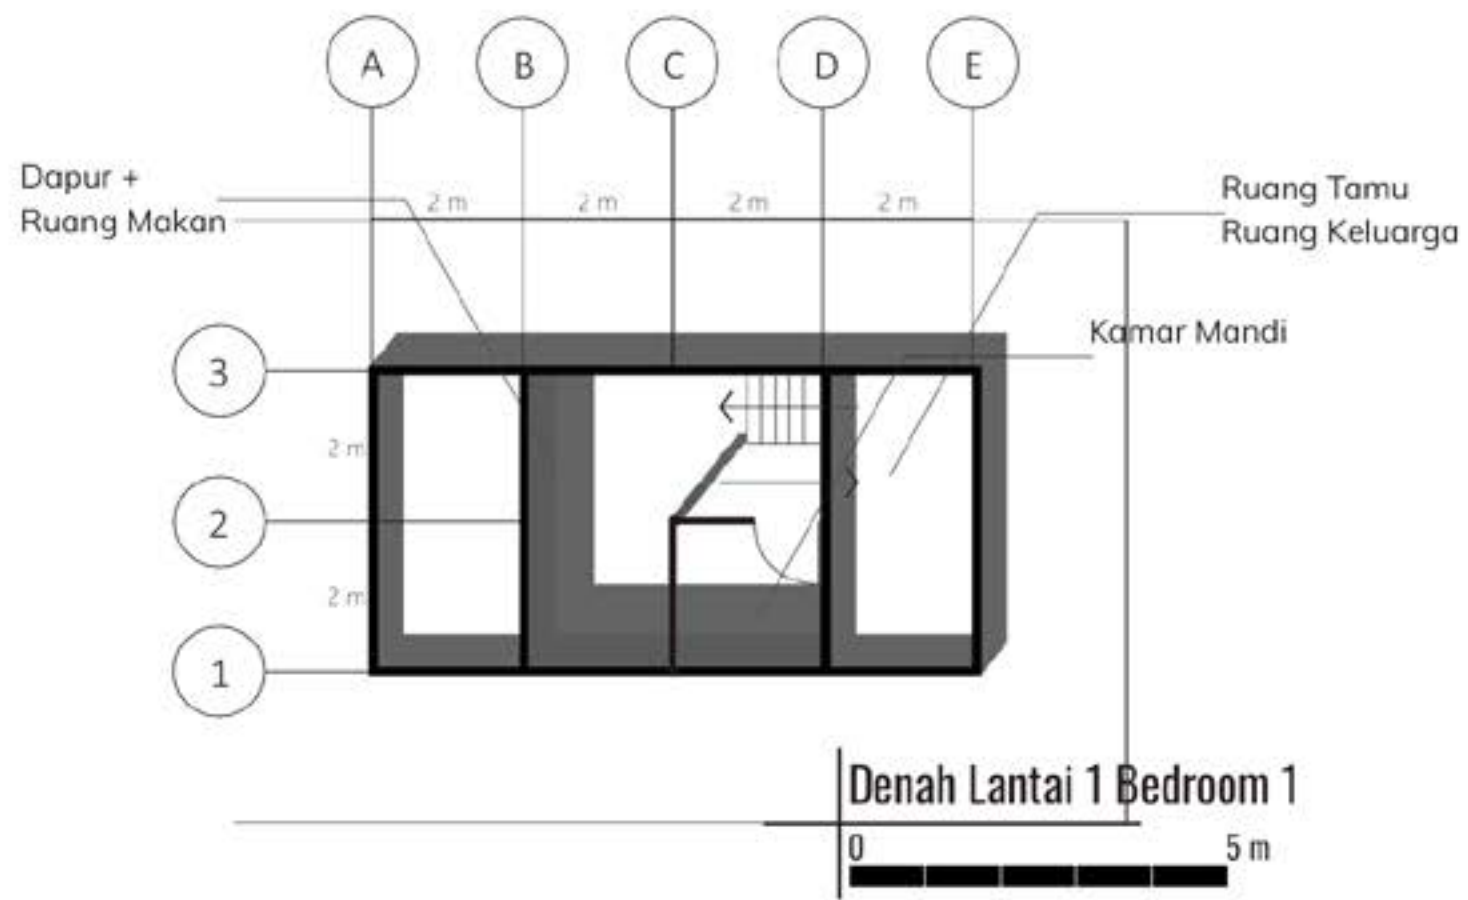 A B C D E
Dapur +
Ruang Makan
2 m 2 m 2 m 2 m
Ruang Tamu
Ruang Keluarga
Kamar Mandi
3
2 m
2
2 m
1
Denah Lantai 1 Bedroom 1
0 5 m